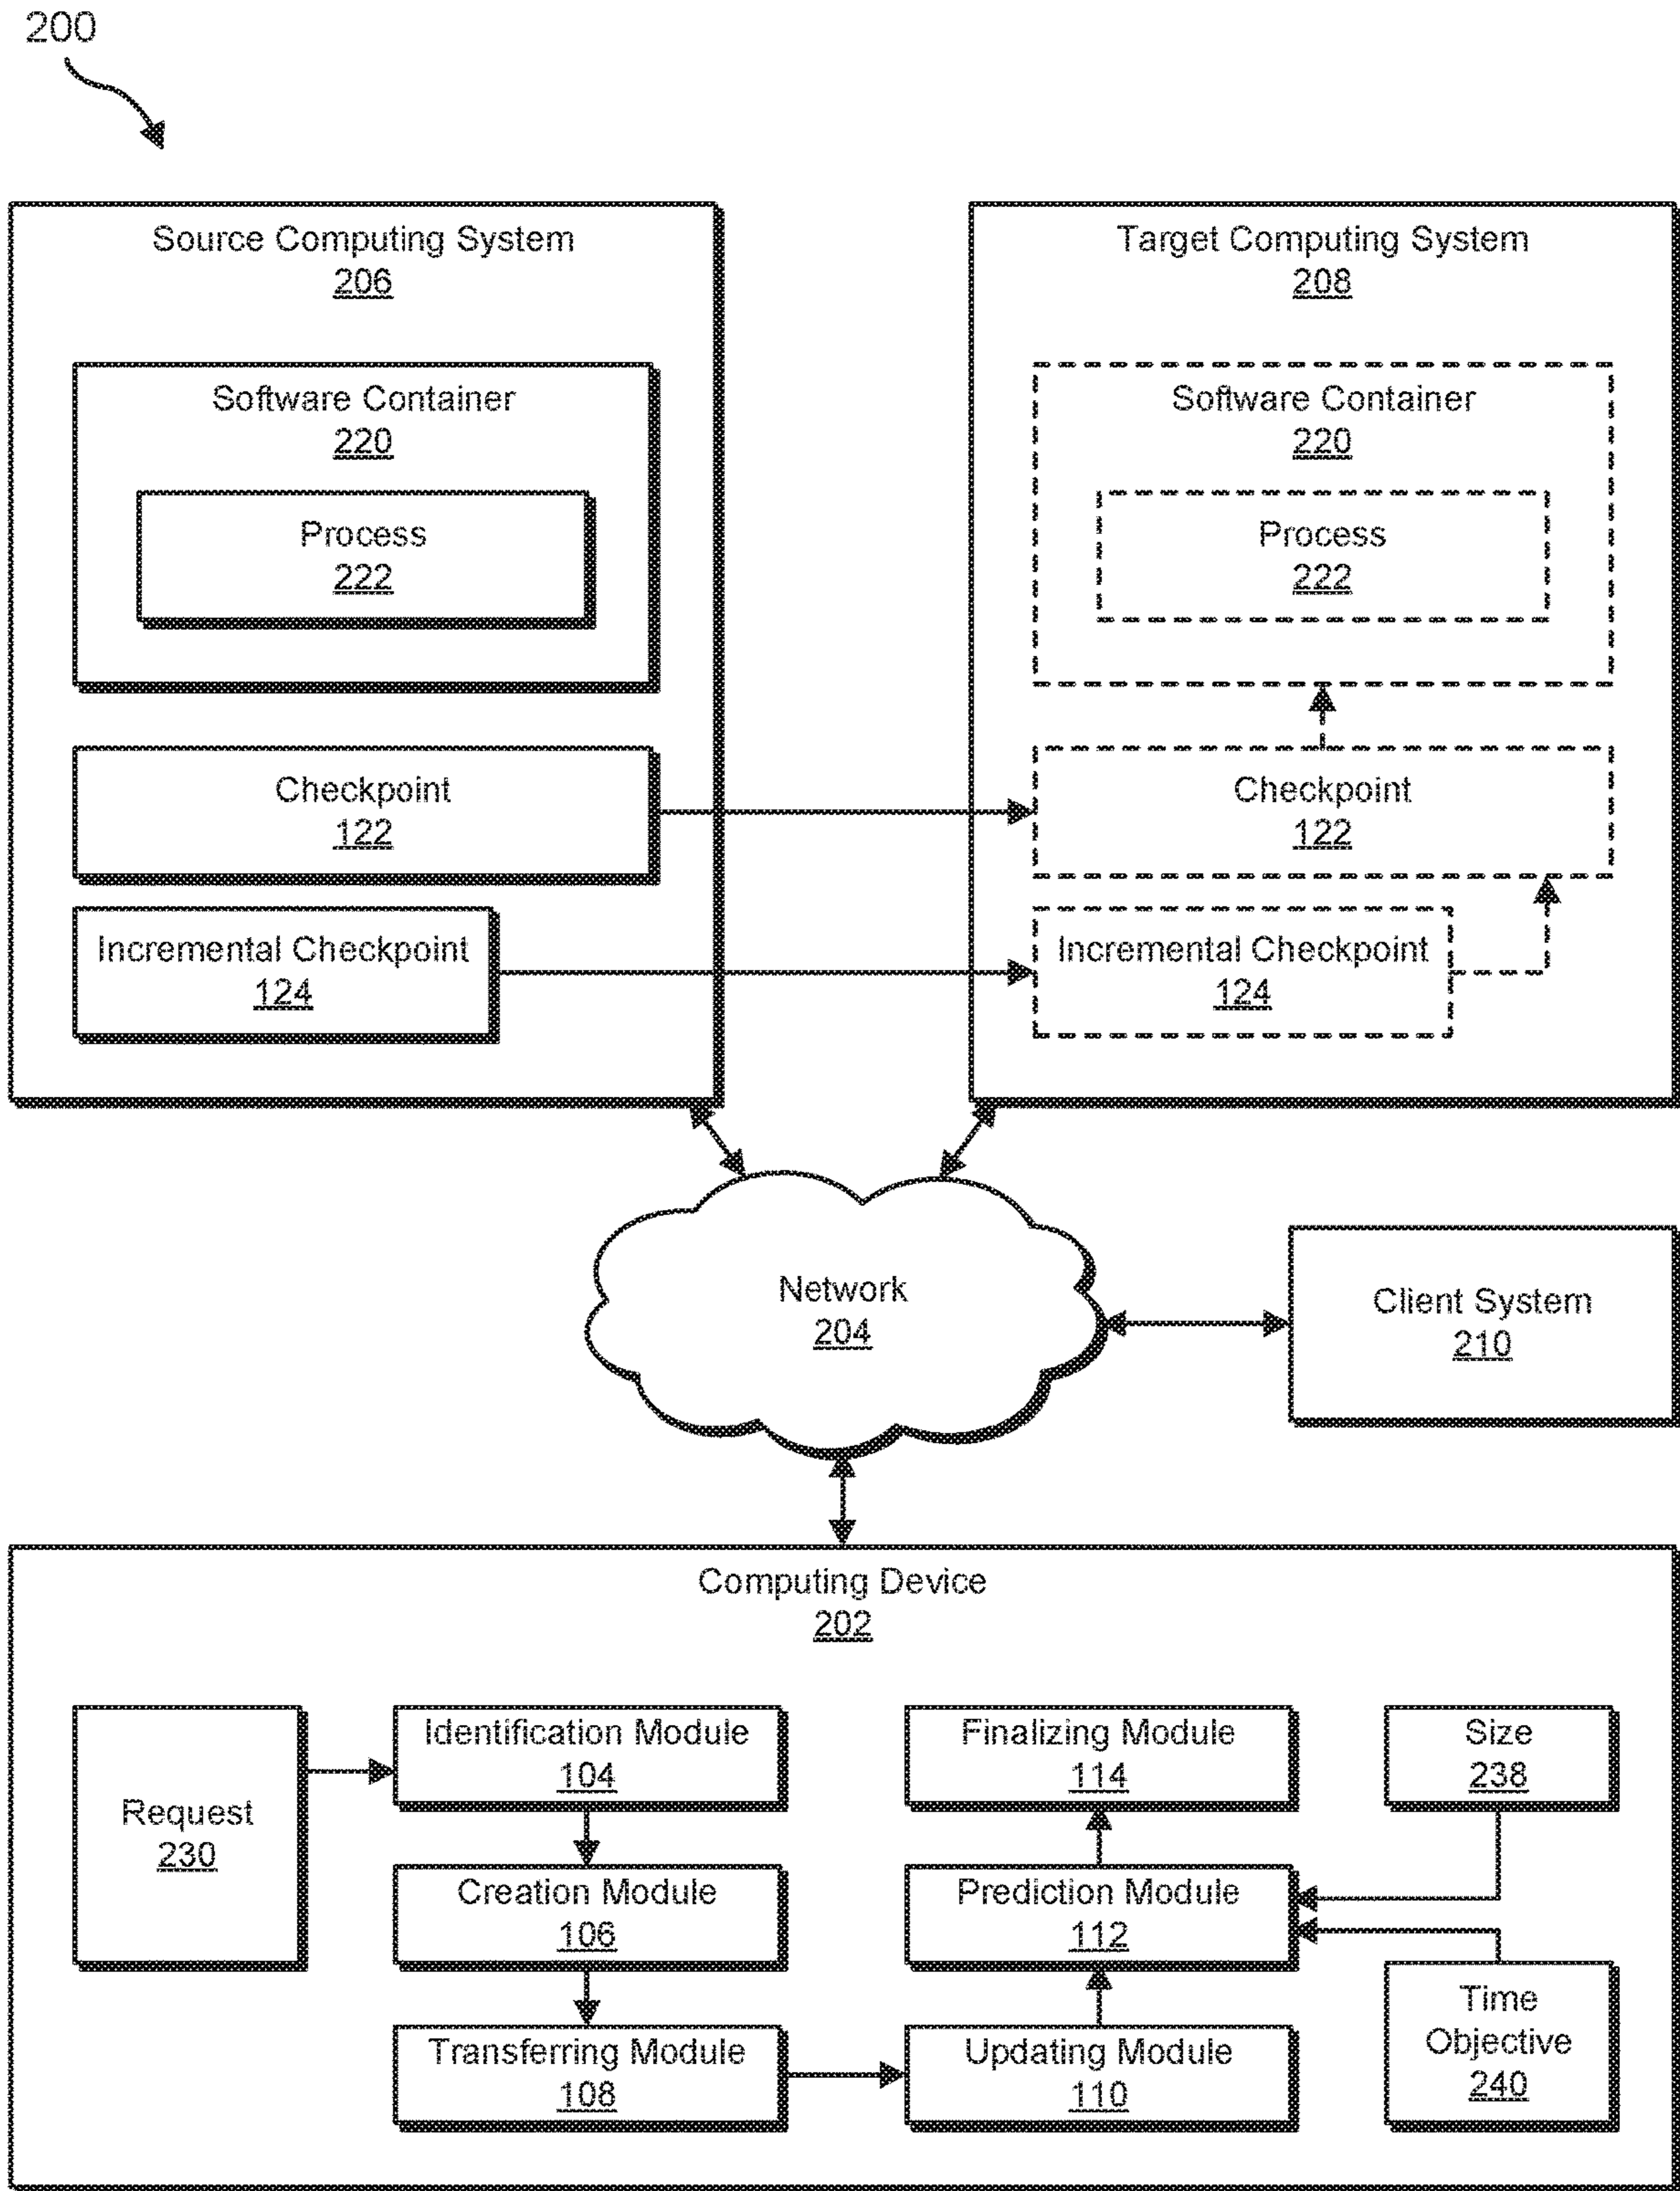 200
Source Computing System
206
Software Container
220
Process
222
Checkpoint
122
Incremental Checkpoint
124
Target Computing System
208
Software Container
220
Process
222
Checkpoint
122
Incremental Checkpoint
124
Network
204
Client System
210
Computing Device
202
Request
230
Identification Module
104
Creation Module
106
Transferring Module
108
Finalizing Module
114
Prediction Module
112
Updating Module
110
Size
238
Time
Objective
240